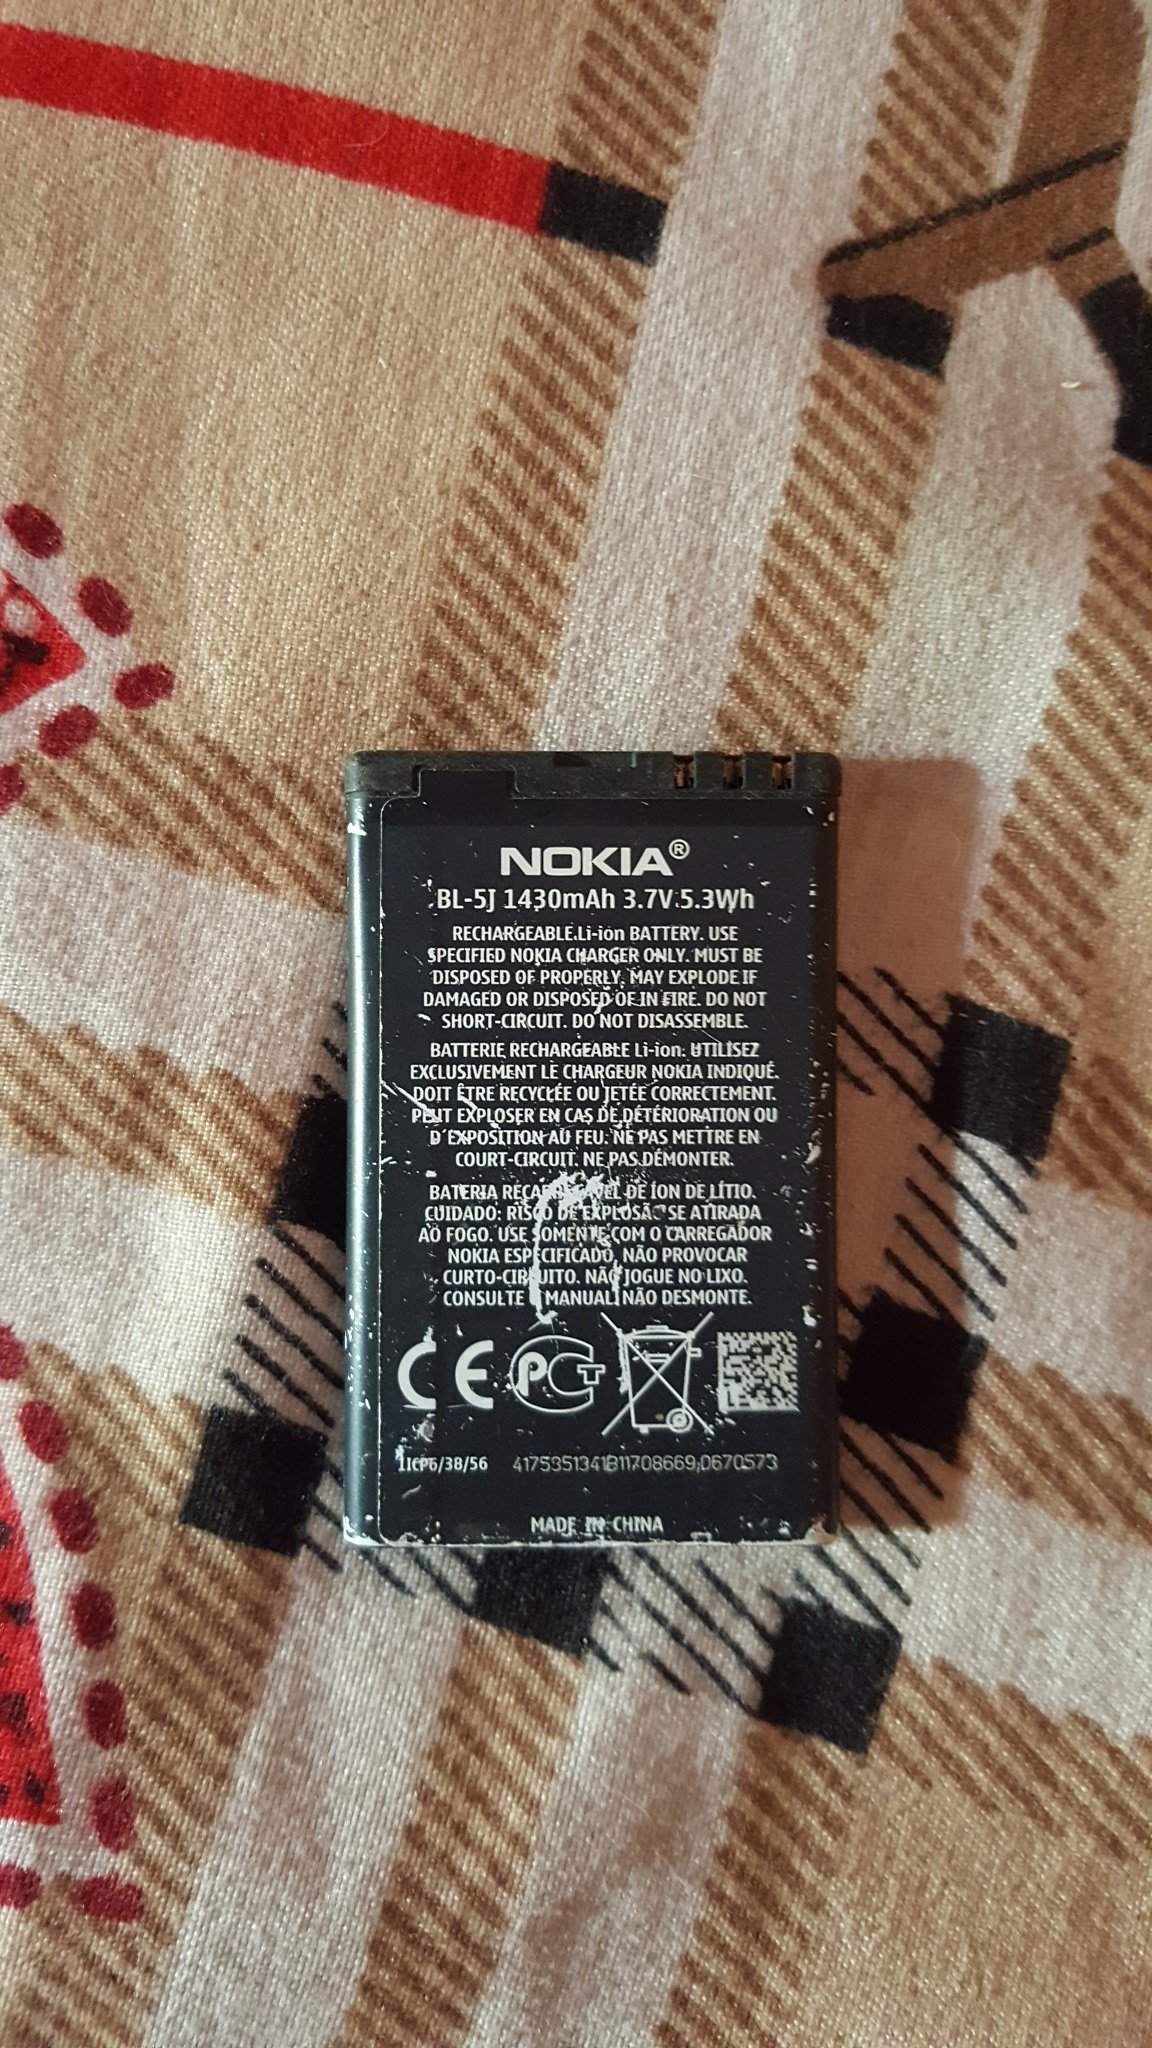 NOKIA®
BL-5J 1430mAh 3.7V 5.3Wh
RECHARGEABLE Li-ion BATTERY. USE
SPECIFIED NOKIA CHARGER ONLY. MUST BE
DISPOSED OF PROPERLY. MAY EXPLODE IF
DAMAGED OR DISPOSED OF IN FIRE. DO NOT
SHORT-CIRCUIT. DO NOT DISASSEMBLE.
BATTERIE RECHARGEABLE Li-ion. UTILISEZ
EXCLUSIVEMENT LE CHARGEUR NOKIA INDIQUÉ.
DOIT ÊTRE RECYCLÉE OU JETÉE CORRECTEMENT.
PEUT EXPLOSER EN CAS DE DÉTÉRIORATION OU
D'EXPOSITION AU FEU. NE PAS METTRE EN
COURT-CIRCUIT. NE PAS DÉMONTER.
BATERIA RECARREGÁVEL DE ÍON DE LÍTIO.
CUIDADO: RISCO DE EXPLOSÃO SE ATIRADA
AO FOGO. USE SOMENTE COM O CARREGADOR
NOKIA ESPECIFICADO. NÃO PROVOCAR
CURTO-CIRCUITO. NÃO JOGUE NO LIXO.
CONSULTE MANUAL. NÃO DESMONTE.
CE PCT
1ICP6/38/56 4175351341B11708669;0670573
MADE IN CHINA